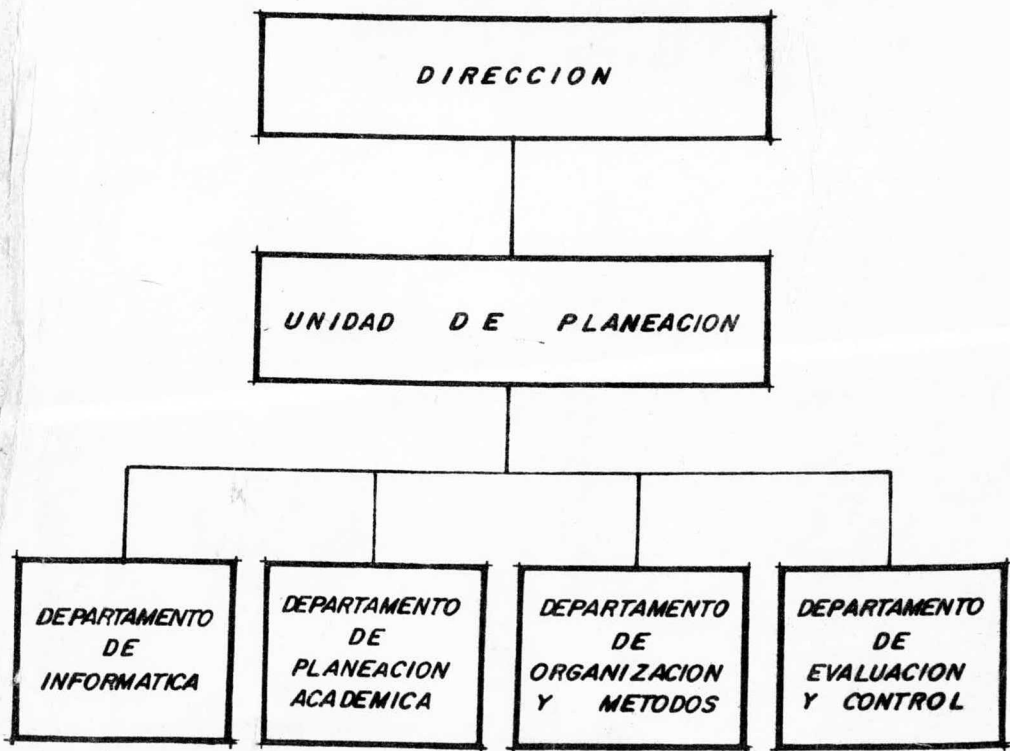 DIRECCION
UNIDAD DE PLANEACION
DEPARTAMENTO
DE
INFORMATICA
DEPARTAMENTO
DE
PLANEACION
ACADEMICA
DEPARTAMENTO
DE
ORGANIZACION
Y METODOS
DEPARTAMENTO
DE
EVALUACION
Y CONTROL